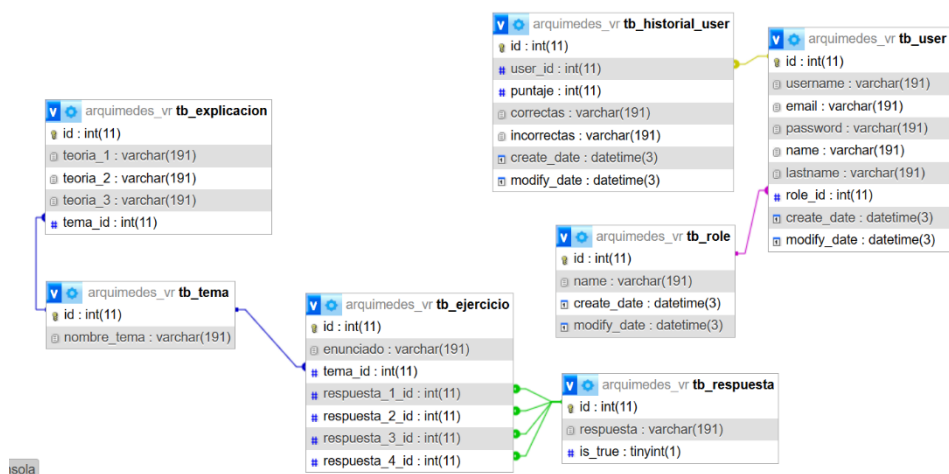 arquimedes_vr tb_historial_user
id : int(11)
user_id : int(11)
puntaje : int(11)
correctas : varchar(191)
incorrectas : varchar(191)
create_date : datetime(3)
modify_date : datetime(3)
arquimedes_vr tb_user
id : int(11)
username : varchar(191)
email : varchar(191)
password : varchar(191)
name : varchar(191)
lastname : varchar(191)
role_id : int(11)
create_date : datetime(3)
modify_date : datetime(3)
arquimedes_vr tb_explicacion
id : int(11)
teoria_1 : varchar(191)
teoria_2 : varchar(191)
teoria_3 : varchar(191)
tema_id : int(11)
arquimedes_vr tb_role
id : int(11)
name : varchar(191)
create_date : datetime(3)
modify_date : datetime(3)
arquimedes_vr tb_tema
id : int(11)
nombre_tema : varchar(191)
arquimedes_vr tb_ejercicio
id : int(11)
enunciado : varchar(191)
tema_id : int(11)
respuesta_1_id : int(11)
respuesta_2_id : int(11)
respuesta_3_id : int(11)
respuesta_4_id : int(11)
arquimedes_vr tb_respuesta
id : int(11)
respuesta : varchar(191)
is_true : tinyint(1)
nsola